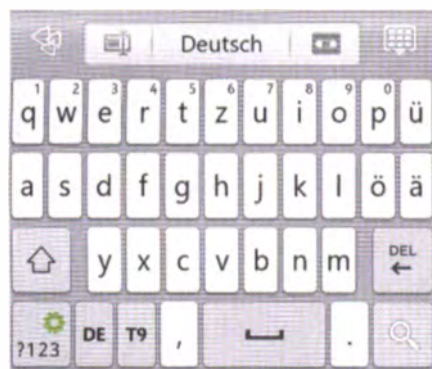 Deutsch
1 2 3 4 5 6 7 8 9 0
q w e r t z u i o p ü
a s d f g h j k l ö ä
y x c v b n m DEL
?123 DE T9 , .